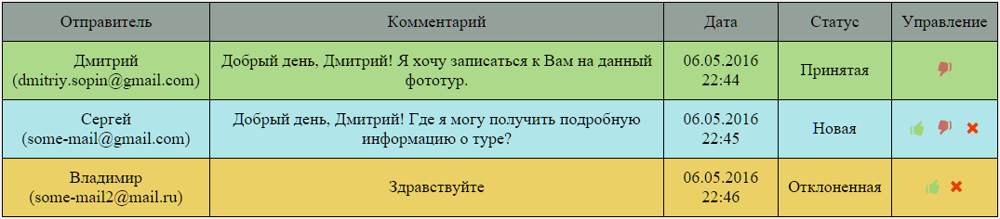 Отправитель Комментарий Дата Статус Управление
Дмитрий
(dmitriy.sopin@gmail.com)
Добрый день, Дмитрий! Я хочу записаться к Вам на данный
фототур.
06.05.2016
22:44
Принятая
Сергей
(some-mail@gmail.com)
Добрый день, Дмитрий! Где я могу получить подробную
информацию о туре?
06.05.2016
22:45
Новая
Владимир
(some-mail2@mail.ru)
Здравствуйте
06.05.2016
22:46
Отклоненная